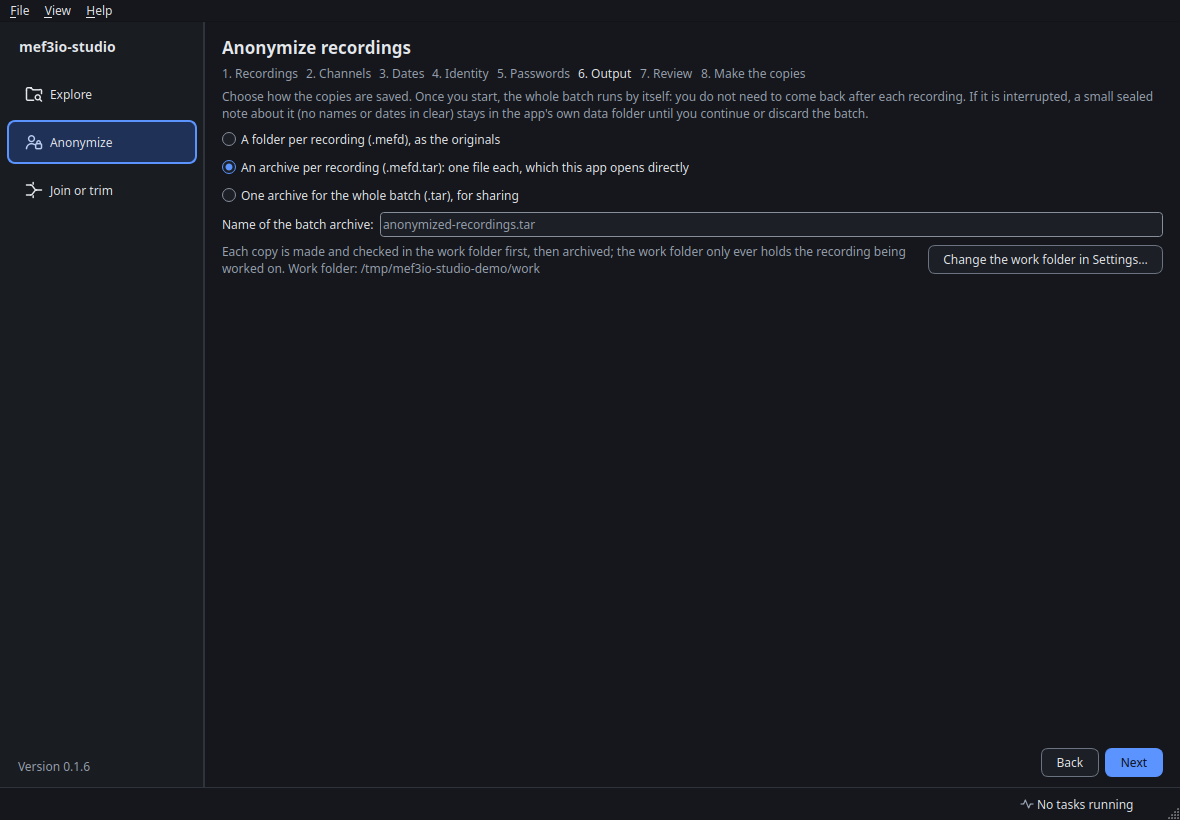 File View Help
mef3io-studio
Explore
Anonymize
Join or trim
Version 0.1.6
Anonymize recordings
1. Recordings 2. Channels 3. Dates 4. Identity 5. Passwords 6. Output 7. Review 8. Make the copies
Choose how the copies are saved. Once you start, the whole batch runs by itself: you do not need to come back after each recording. If it is interrupted, a small sealed
note about it (no names or dates in clear) stays in the app's own data folder until you continue or discard the batch.
A folder per recording (.mefd), as the originals
An archive per recording (.mefd.tar): one file each, which this app opens directly
One archive for the whole batch (.tar), for sharing
Name of the batch archive: anonymized-recordings.tar
Each copy is made and checked in the work folder first, then archived; the work folder only ever holds the recording being
worked on. Work folder: /tmp/mef3io-studio-demo/work
Change the work folder in Settings...
Back Next
No tasks running